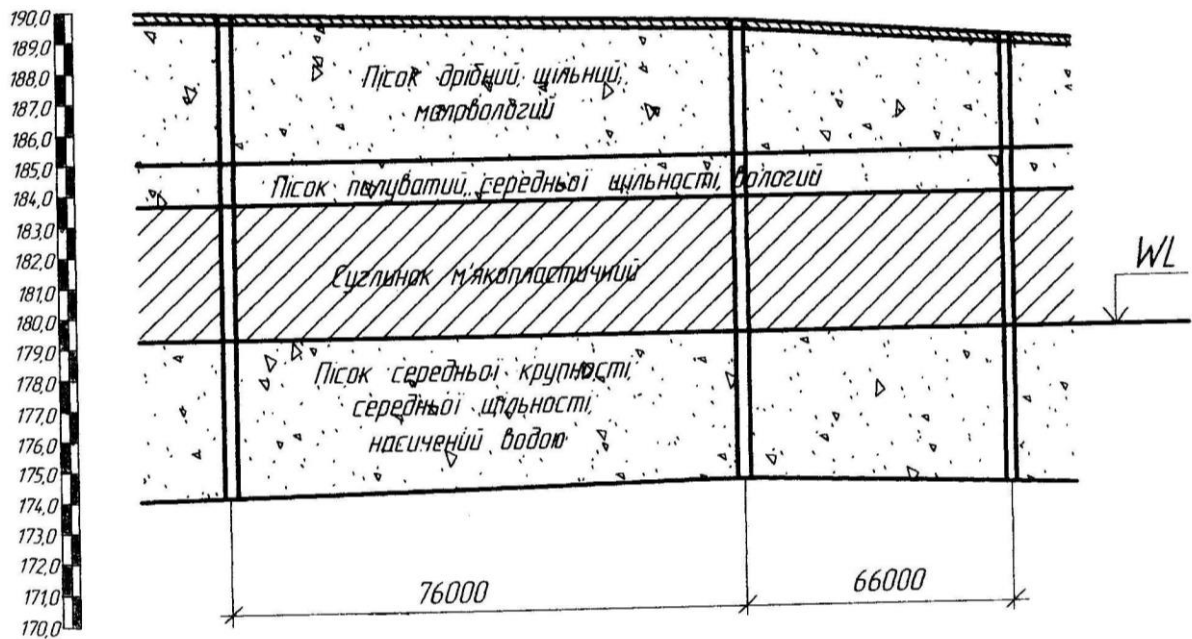 190,0
189,0
188,0
187,0
186,0
185,0
184,0
183,0
182,0
181,0
180,0
179,0
178,0
177,0
176,0
175,0
174,0
173,0
172,0
171,0
170,0
Пісок дрібний, щільний,
маловологий
Пісок пилуватий, середньої щільності, вологий
Суглинок м'якопластичний
WL
Пісок середньої крупності,
середньої щільності,
насичений водою
76000
66000